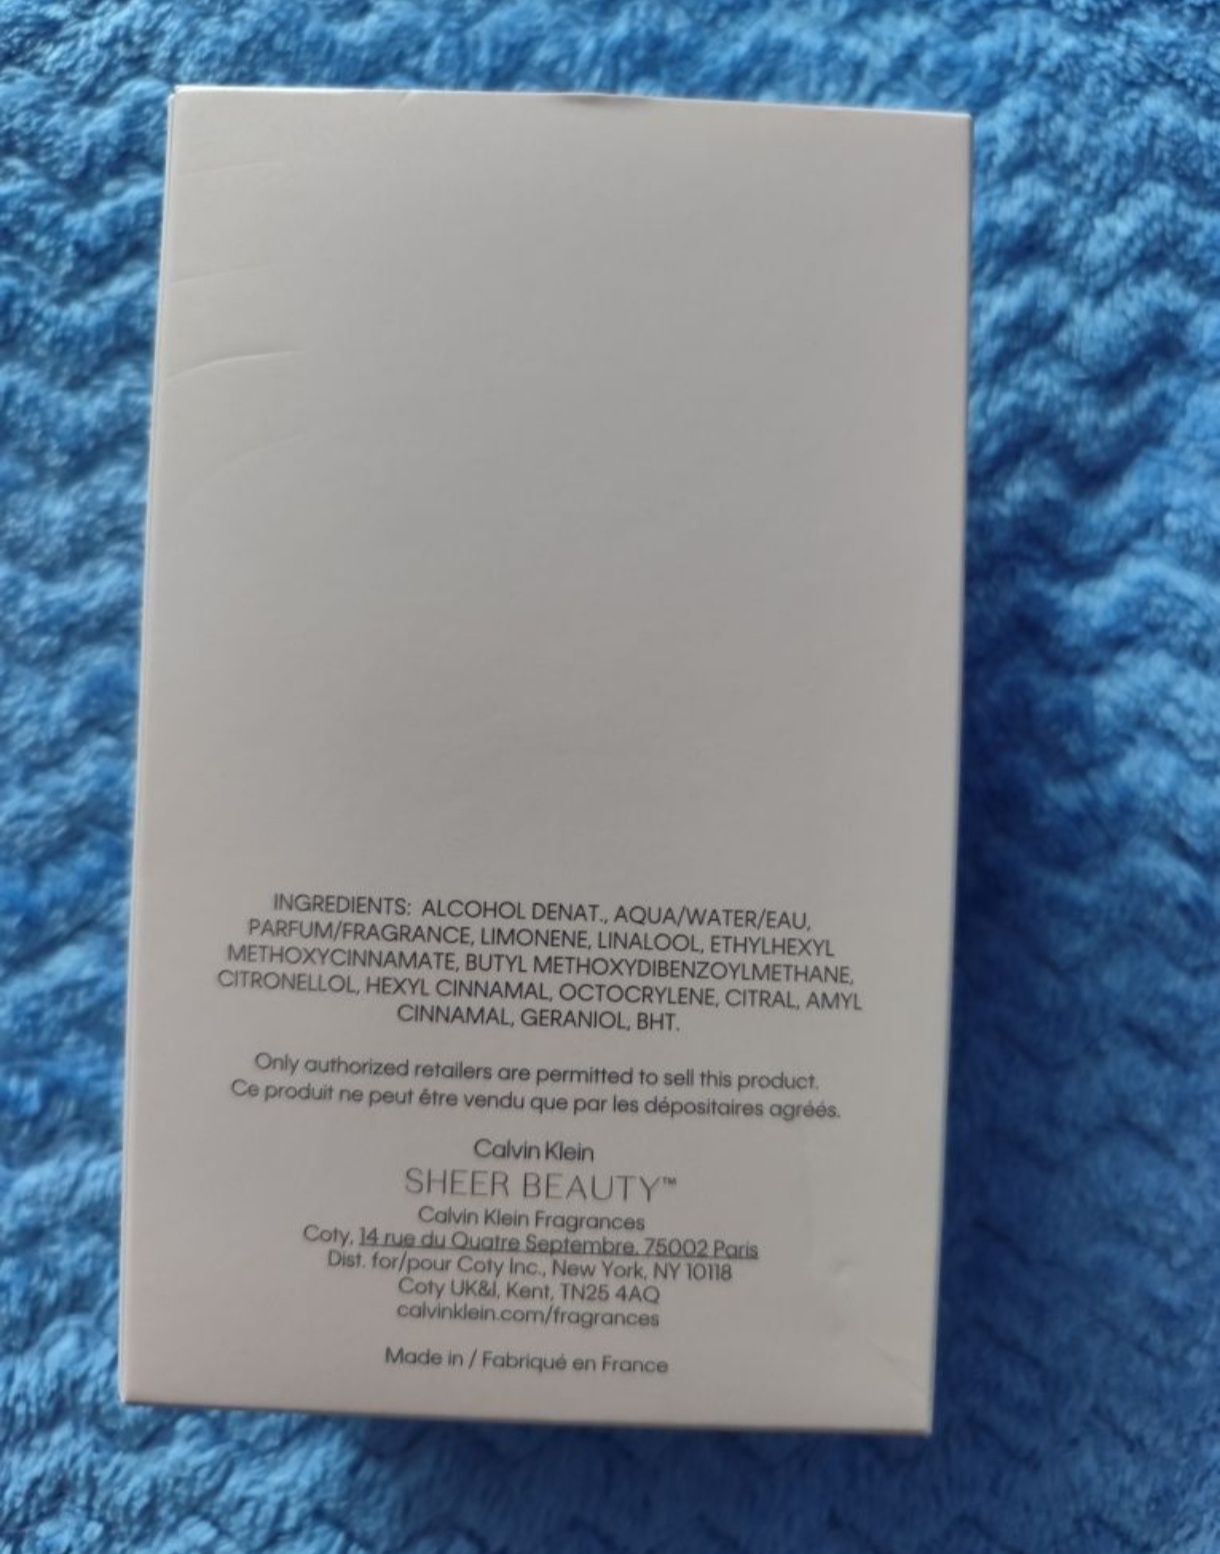 INGREDIENTS: ALCOHOL DENAT., AQUA/WATER/EAU,
PARFUM/FRAGRANCE, LIMONENE, LINALOOL, ETHYLHEXYL
METHOXYCINNAMATE, BUTYL METHOXYDIBENZOYLMETHANE,
CITRONELLOL, HEXYL CINNAMAL, OCTOCRYLENE, CITRAL, AMYL
CINNAMAL, GERANIOL, BHT.
Only authorized retailers are permitted to sell this product.
Ce produit ne peut être vendu que par les dépositaires agréés.
Calvin Klein
SHEER BEAUTY™
Calvin Klein Fragrances
Coty, 14 rue du Quatre Septembre, 75002 Paris
Dist. for/pour Coty Inc., New York, NY 10118
Coty UK&I, Kent, TN25 4AQ
calvinklein.com/fragrances
Made in / Fabriqué en France